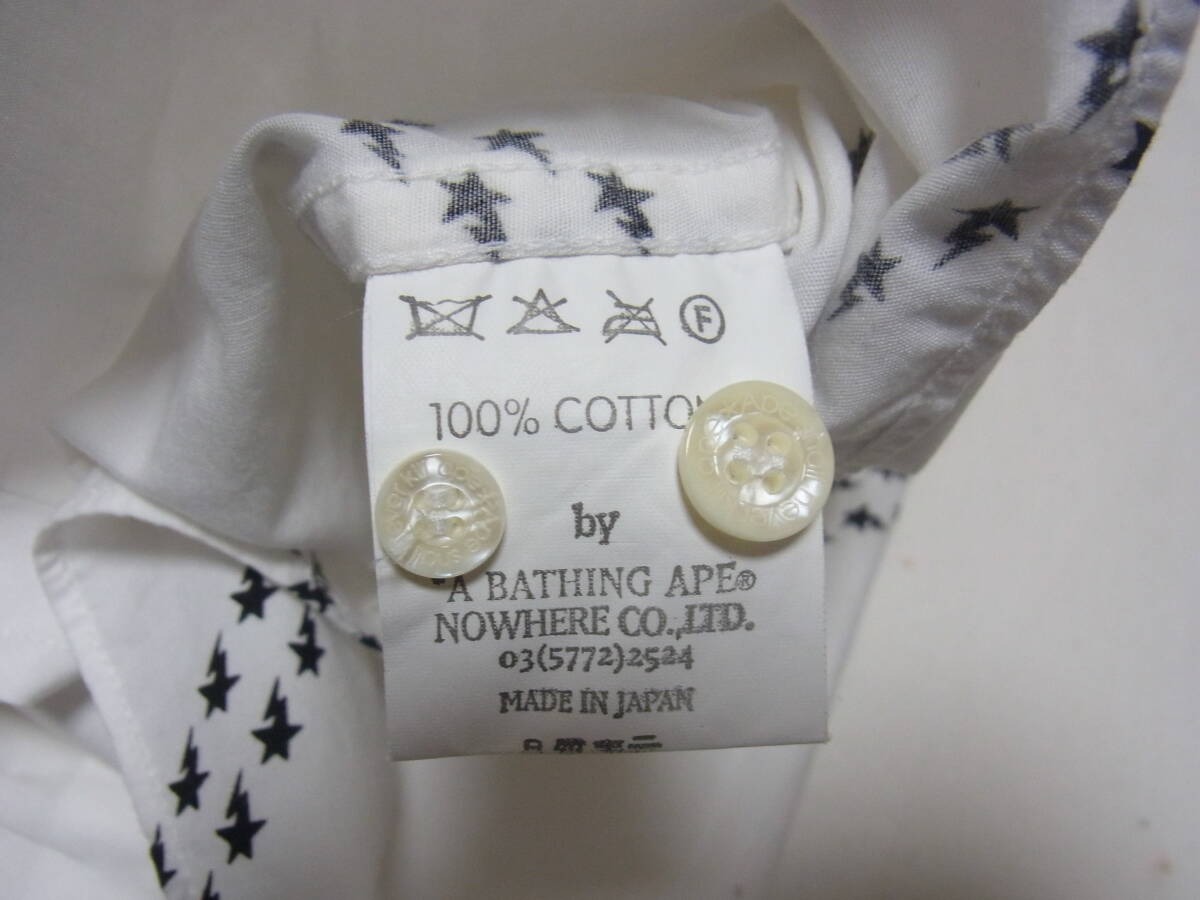 F
100% COTTON
by
"A BATHING APE®
NOWHERE CO.,LTD.
03(5772)2524
MADE IN JAPAN